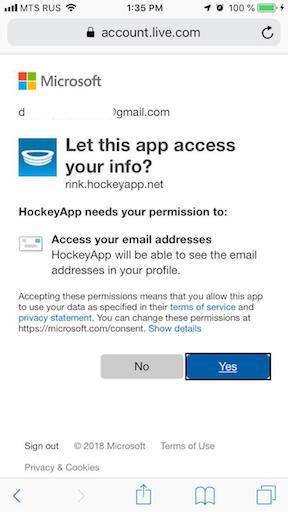 MTS RUS 1:35 PM 100 %
account.live.com
Microsoft
d @gmail.com
Let this app access
your info?
rink.hockeyapp.net
HockeyApp needs your permission to:
Access your email addresses
HockeyApp will be able to see the email
addresses in your profile.
Accepting these permissions means that you allow this app
to use your data as specified in their terms of service and
privacy statement. You can change these permissions at
https://microsoft.com/consent. Show details
No Yes
Sign out © 2018 Microsoft Terms of Use
Privacy & Cookies